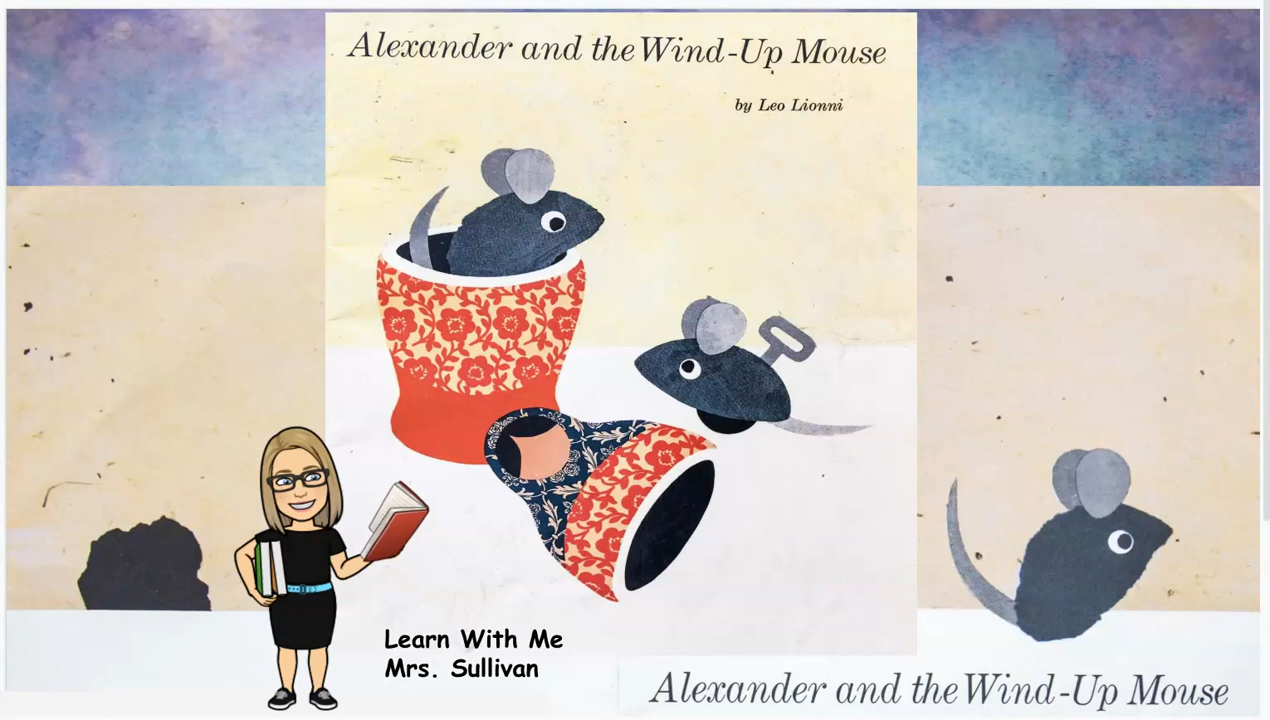 Alexander and the Wind-Up Mouse
by Leo Lionni
Learn With Me
Mrs. Sullivan
Alexander and the Wind-Up Mouse